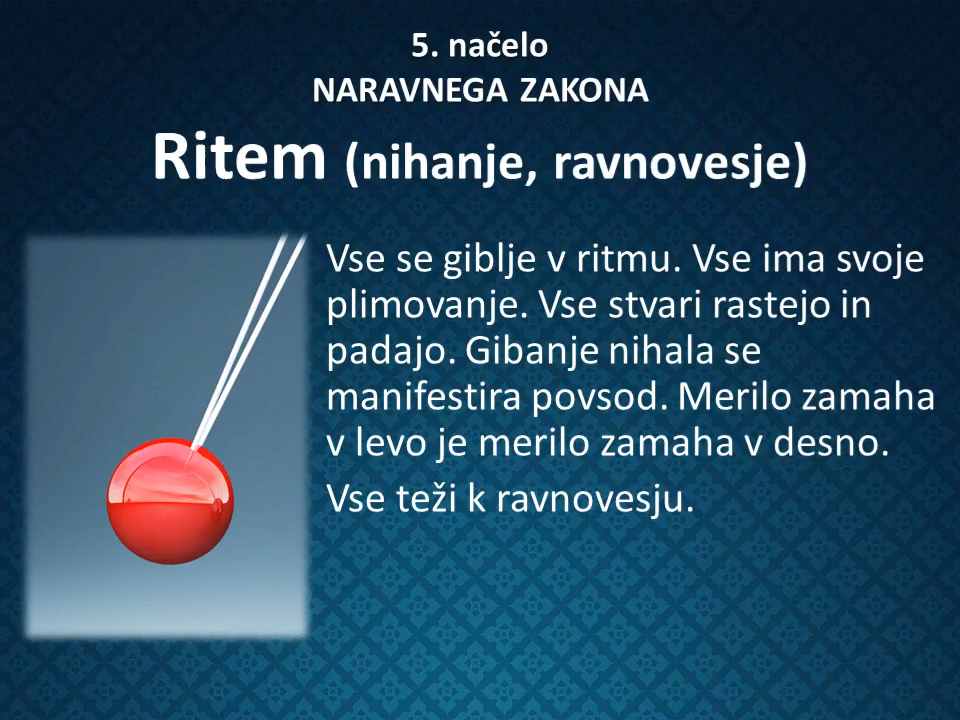 5. načelo
NARAVNEGA ZAKONA
Ritem (nihanje, ravnovesje)
Vse se giblje v ritmu. Vse ima svoje
plimovanje. Vse stvari rastejo in
padajo. Gibanje nihala se
manifestira povsod. Merilo zamaha
v levo je merilo zamaha v desno.
Vse teži k ravnovesju.